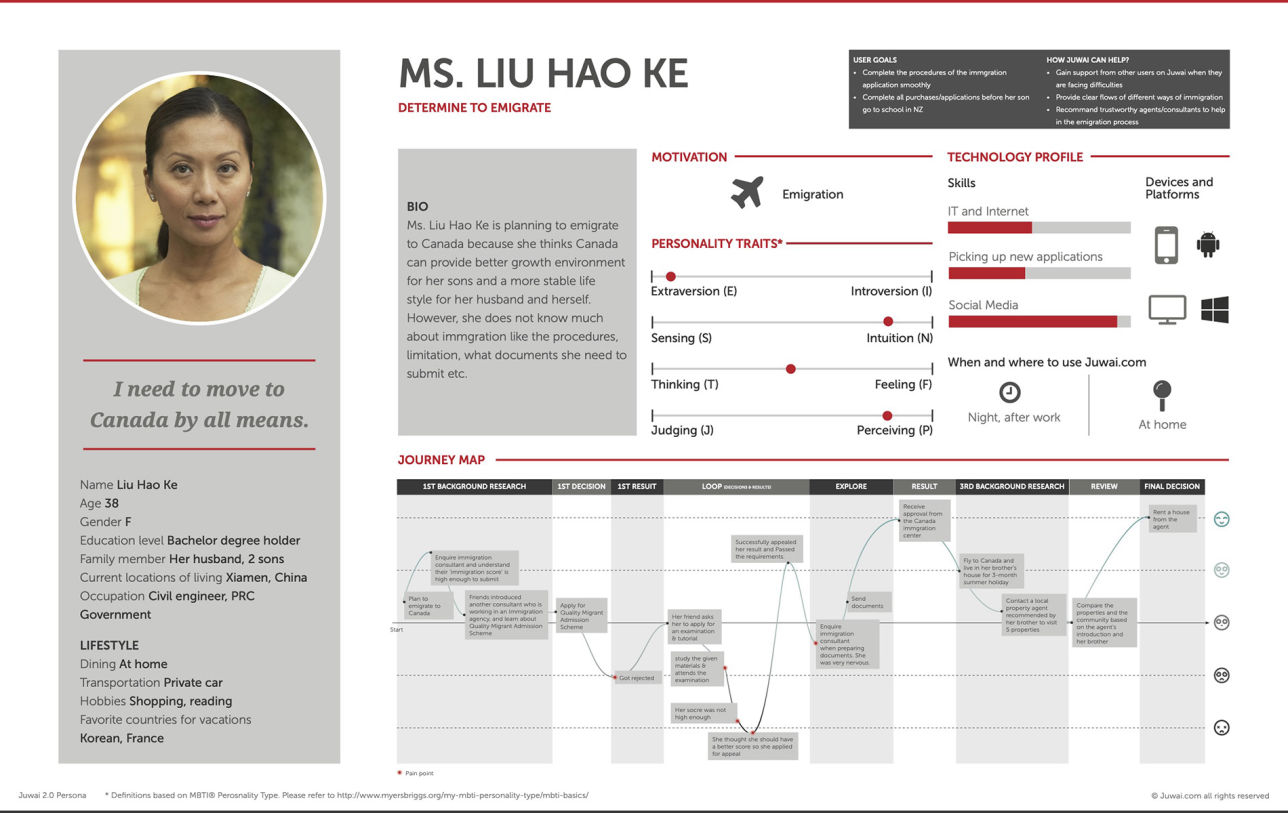 MS. LIU HAO KE
DETERMINE TO EMIGRATE
USER GOALS
• Complete the procedures of the immgration
application smoothly
• Complete all purchases/applications before her son
go to school in NZ
HOW JUWAI CAN HELP?
• Gain support from other users on Juwai when they
are facing difficulties
• Provide clear flows of different ways of immigration
• Recommand trustworthy agents/consultants to help
in the emigration process
I need to move to
Canada by all means.
Name Liu Hao Ke
Age 38
Gender F
Education level Bachelor degree holder
Family member Her husband, 2 sons
Current locations of living Xiamen, China
Occupation Civil engineer, PRC
Government
LIFESTYLE
Dining At home
Transportation Private car
Hobbies Shopping, reading
Favorite countries for vacations
Korean, France
BIO
Ms. Liu Hao Ke is planning to emigrate
to Canada because she thinks Canada
can provide better growth environment
for her sons and a more stable life
style for her husband and herself.
However, she does not know much
about immgration like the procedures,
limitation, what documents she need to
submit etc.
MOTIVATION
Emigration
PERSONALITY TRAITS*
Extraversion (E) Introversion (I)
Sensing (S) Intuition (N)
Thinking (T) Feeling (F)
Judging (J) Perceiving (P)
TECHNOLOGY PROFILE
Skills
IT and Internet
Picking up new applications
Social Media
Devices and
Platforms
When and where to use Juwai.com
Night, after work
At home
JOURNEY MAP
1ST BACKGROUND RESEARCH
1ST DECISION
1ST RESUIT
LOOP (DECISIONS & RESULTS)
EXPLORE
RESULT
3RD BACKGROUND RESEARCH
REVIEW
FINAL DECISION
Start
Plan to
emigrate to
Canada
Enquire immigration
consultant and understand
their 'immigration score' is
high enough to submit
Friends introduced
another consultant who is
working in an Immigration
agency, and learn about
Quality Migrant Admission
Scheme
Apply for
Quality Migrant
Admission
Scheme
Got rejected
Her friend asks
her to apply for
an examination
& tutorial
study the given
materials &
attends the
examination
Her socre was not
high enough
She thought she should have
a better score so she applied
for appeal
Successfully appealed
her result and Passed
the requirements
Enquire
immigration
consultant
when preparing
documents. She
was very nervous.
Send
documents
Receive
approval from
the Canada
imigration
center
Fly to Canada and
live in her brother's
house for 3-month
summer holiday
Contact a local
property agent
recommended by
her brother to visit
5 properties
Compare the
properties and the
community based
on the agent's
introduction and
her brother
Rent a house
from the
agent
Pain point
Juwai 2.0 Persona
* Definitions based on MBTI® Perosnality Type. Please refer to http://www.myersbriggs.org/my-mbti-personality-type/mbti-basics/
© Juwai.com all rights reserved